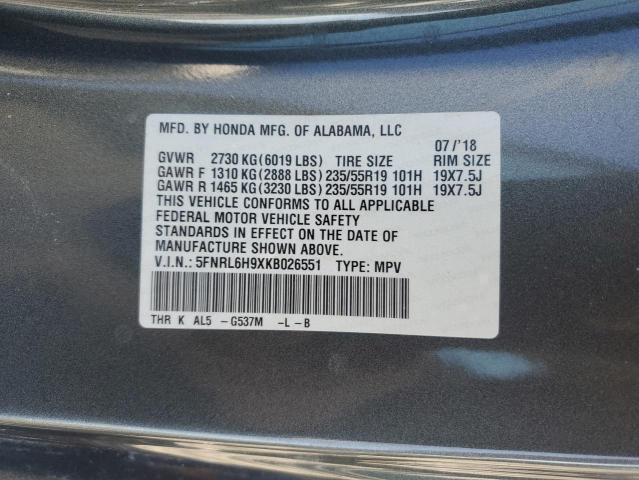 MFD. BY HONDA MFG. OF ALABAMA, LLC
07/'18
GVWR 2730 KG(6019 LBS) TIRE SIZE RIM SIZE
GAWR F 1310 KG(2888 LBS) 235/55R19 101H 19X7.5J
GAWR R 1465 KG(3230 LBS) 235/55R19 101H 19X7.5J
THIS VEHICLE CONFORMS TO ALL APPLICABLE
FEDERAL MOTOR VEHICLE SAFETY
STANDARDS IN EFFECT ON THE DATE OF
MANUFACTURE SHOWN ABOVE.
V.I.N.: 5FNRL6H9XKB026551 TYPE: MPV
THR K AL5 -G537M -L-B